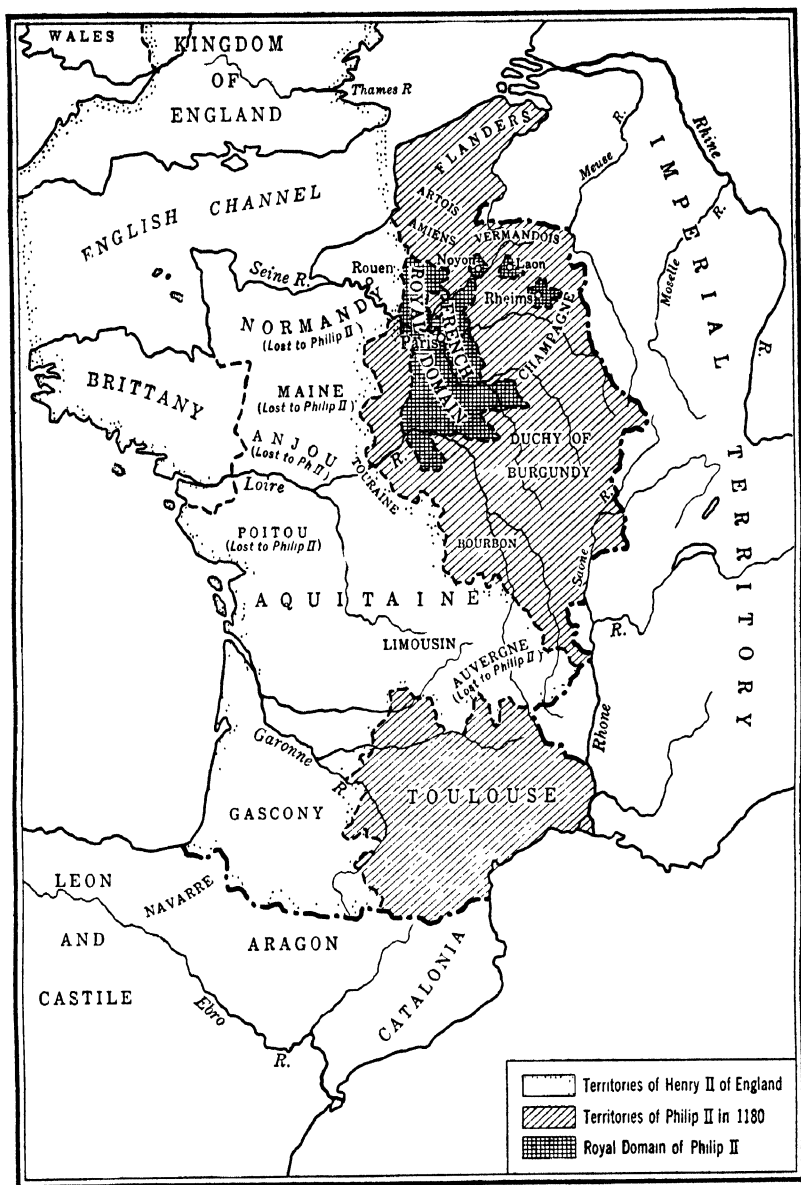 WALES
KINGDOM
OF
ENGLAND
Thames R
ENGLISH CHANNEL
FLANDERS
ARTOIS
AMIENS
VERMANDOIS
Meuse R.
Rhine
R
Moselle R.
IMPERIAL
TERRITORY
Seine R.
Rouen
Noyon
Laon
Rheims
Paris
ROYAL
FRENCH
DOMAIN
CHAMPAGNE
NORMANDY
(Lost to Philip II)
BRITTANY
MAINE
(Lost to Philip II)
ANJOU
(Lost to Ph II)
TOURAINE
Loire
R.
DUCHY OF
BURGUNDY
POITOU
(Lost to Philip II)
BOURBON
Saone
R.
AQUITAINE
LIMOUSIN
AUVERGNE
(Lost to Philip II)
R.
Rhone
Garonne
R.
GASCONY
TOULOUSE
LEON
AND
CASTILE
NAVARRE
ARAGON
CATALONIA
Ebro
R.
Territories of Henry II of England
Territories of Philip II in 1180
Royal Domain of Philip II